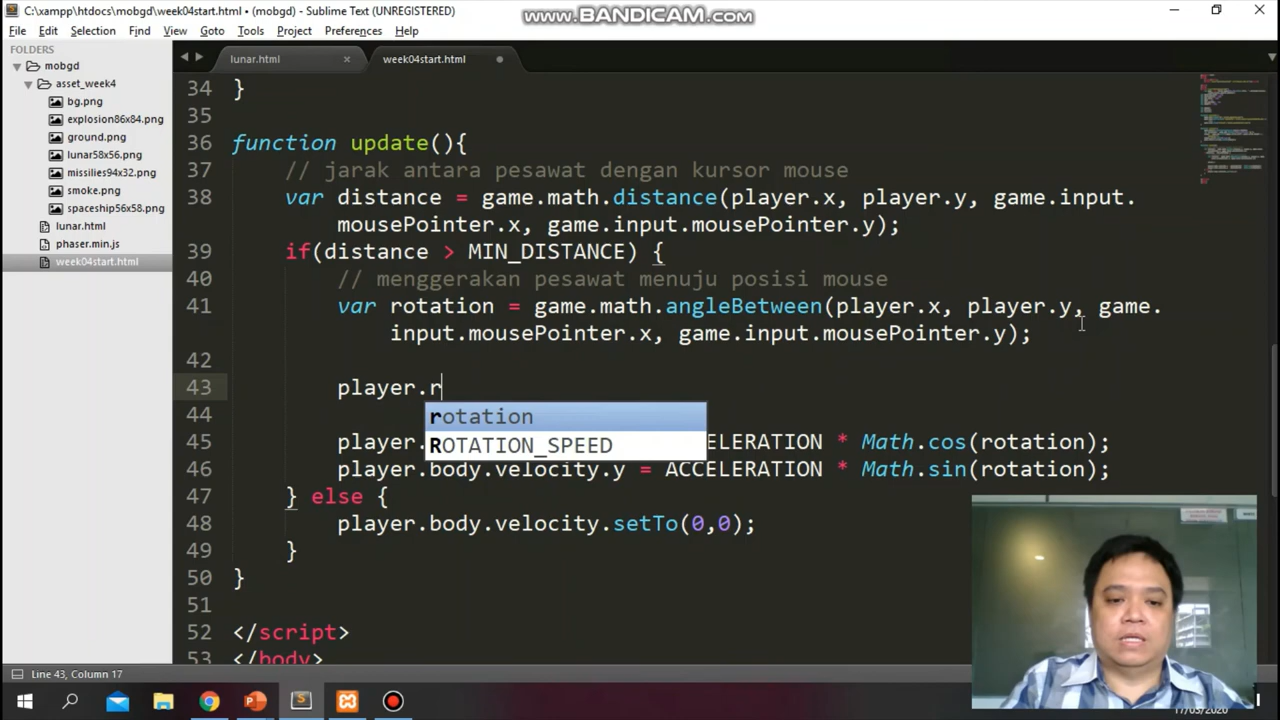 C:\xampp\htdocs\mobgd\week04start.html • (mobgd) - Sublime Text (UNREGISTERED)
www.BANDICAM.com
File Edit Selection Find View Goto Tools Project Preferences Help
FOLDERS
mobgd
asset_week4
bg.png
explosion86x84.png
ground.png
lunar58x56.png
missilies94x32.png
smoke.png
spaceship56x58.png
lunar.html
phaser.min.js
week04start.html
lunar.html × week04start.html
34 }
35
36 function update(){
37 // jarak antara pesawat dengan kursor mouse
38 var distance = game.math.distance(player.x, player.y, game.input.
mousePointer.x, game.input.mousePointer.y);
39 if(distance > MIN_DISTANCE) {
40 // menggerakan pesawat menuju posisi mouse
41 var rotation = game.math.angleBetween(player.x, player.y, game.
input.mousePointer.x, game.input.mousePointer.y);
42
43 player.r
rotation
44
ROTATION_SPEED
45 player. ELERATION * Math.cos(rotation);
46 player.body.velocity.y = ACCELERATION * Math.sin(rotation);
47 } else {
48 player.body.velocity.setTo(0,0);
49 }
50 }
51
52 </script>
53 </body>
Line 43, Column 17
17/03/2020